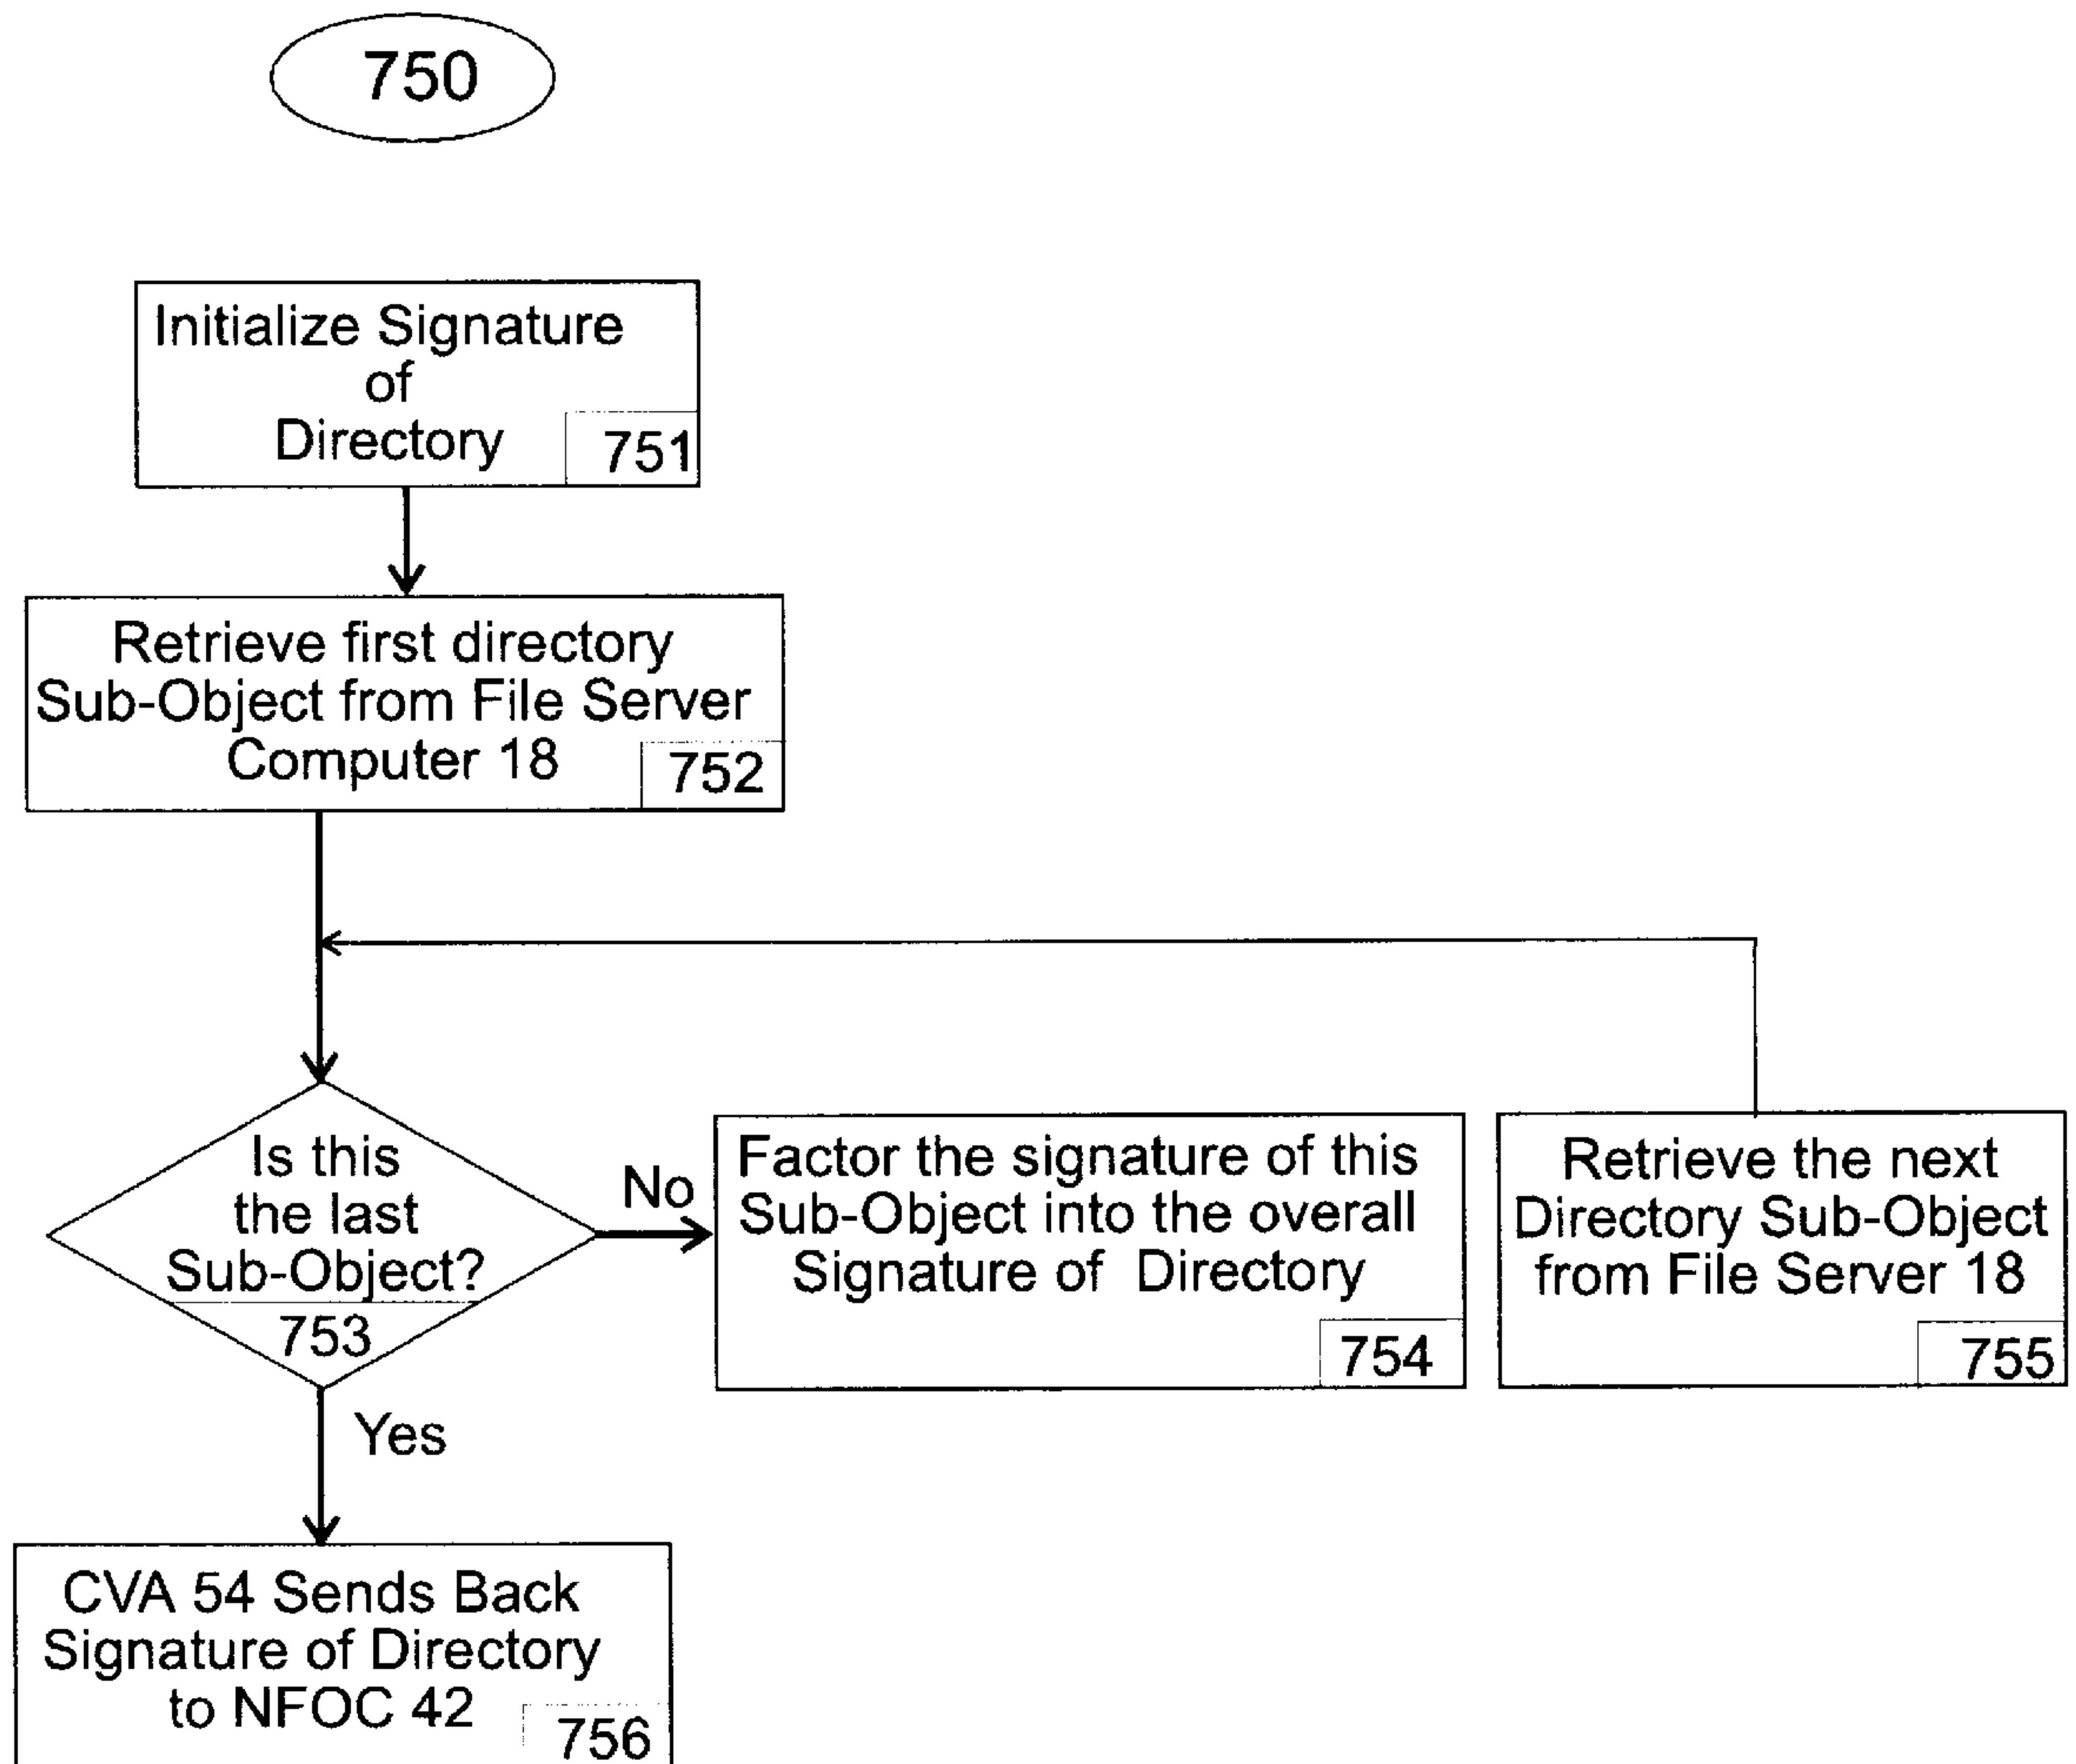 750
Initialize Signature
of
Directory
751
Retrieve first directory
Sub-Object from File Server
Computer 18
752
Is this
the last
Sub-Object?
753
No
Factor the signature of this
Sub-Object into the overall
Signature of Directory
754
Retrieve the next
Directory Sub-Object
from File Server 18
755
Yes
CVA 54 Sends Back
Signature of Directory
to NFOC 42
756